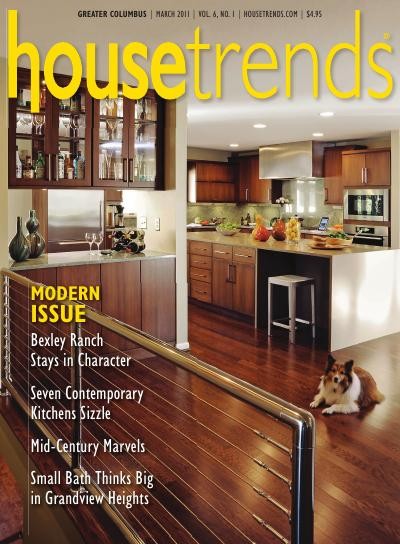 GREATER COLUMBUS | MARCH 2011 | VOL. 6, NO. 1 | HOUSETRENDS.COM | $4.95
housetrends®
MODERN
ISSUE
Bexley Ranch
Stays in Character
Seven Contemporary
Kitchens Sizzle
Mid-Century Marvels
Small Bath Thinks Big
in Grandview Heights